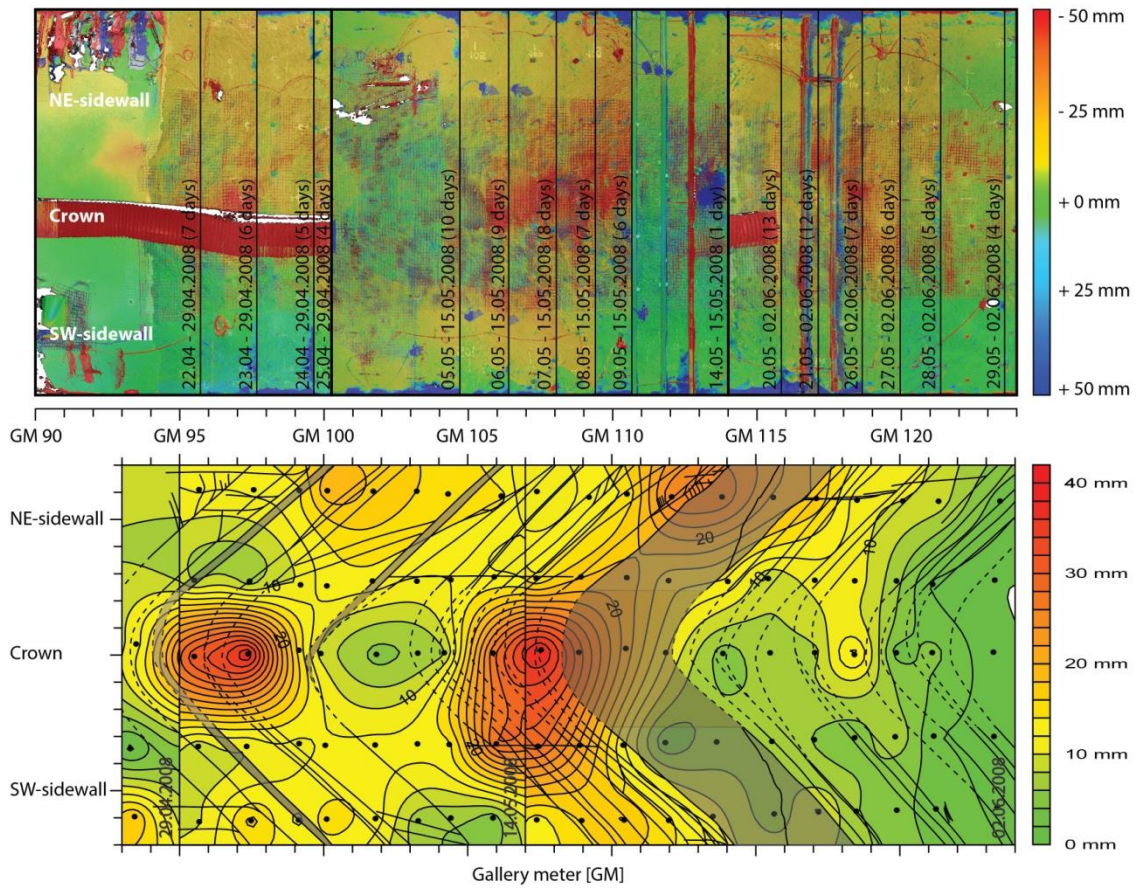 NE-sidewall
Crown
SW-sidewall
22.04 - 29.04.2008 (7 days)
23.04 - 29.04.2008 (6 days)
24.04 - 29.04.2008 (5 days)
25.05 - 15.05.2008 (10 days)
06.05 - 15.05.2008 (9 days)
07.05 - 15.05.2008 (8 days)
08.05 - 15.05.2008 (7 days)
09.05 - 15.05.2008 (6 days)
14.05 - 15.05.2008 (1 day)
20.05 - 02.06.2008 (13 days)
21.05 - 02.06.2008 (12 days)
26.05 - 02.06.2008 (7 days)
27.05 - 02.06.2008 (6 days)
28.05 - 02.06.2008 (5 days)
29.05 - 02.06.2008 (4 days)
- 50 mm
- 25 mm
+ 0 mm
+ 25 mm
+ 50 mm
GM 90
GM 95
GM 100
GM 105
GM 110
GM 115
GM 120
NE-sidewall
Crown
SW-sidewall
10
20
10
20
20
20
10
10
29.04.2008
14.05.2008
02.06.2008
40 mm
30 mm
20 mm
10 mm
0 mm
Gallery meter [GM]